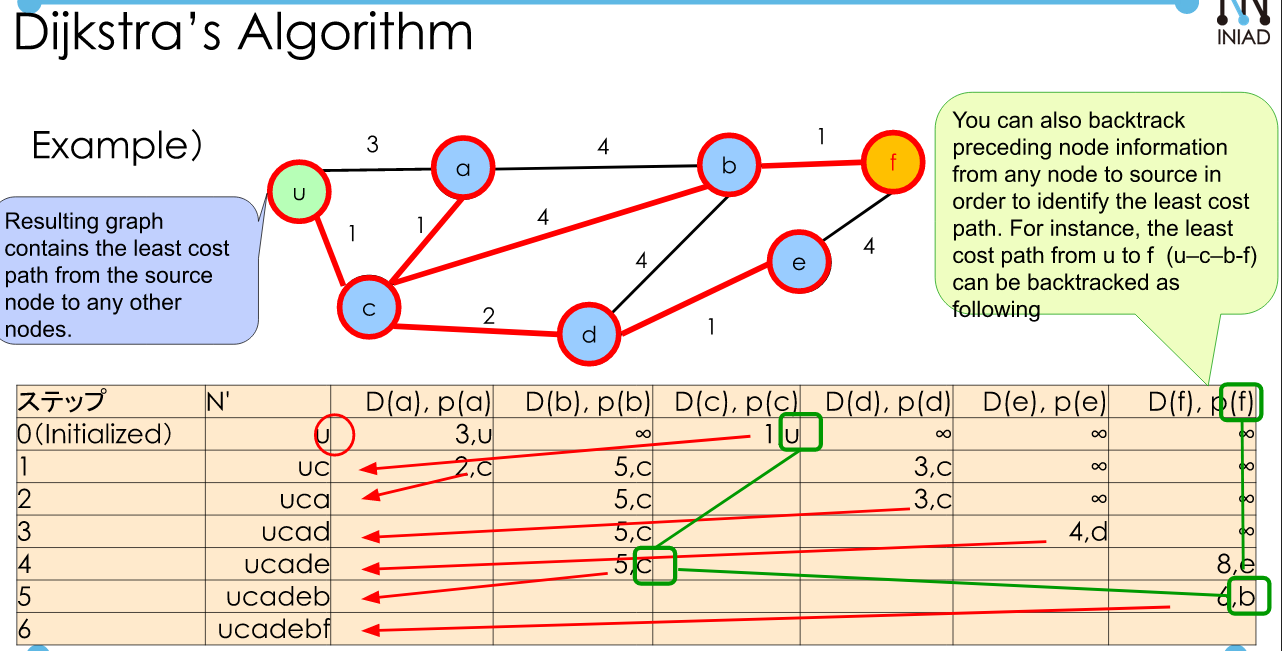 Dijkstra's Algorithm
INIAD
Example)
3
4
1
u
a
b
f
1
1
4
4
4
c
2
d
1
e
Resulting graph
contains the least cost
path from the source
node to any other
nodes.
You can also backtrack
preceding node information
from any node to source in
order to identify the least cost
path. For instance, the least
cost path from u to f  (u–c–b-f)
can be backtracked as
following
ステップ N' D(a), p(a) D(b), p(b) D(c), p(c) D(d), p(d) D(e), p(e) D(f), p(f)
0(Initialized) u 3,u ∞ 1 u ∞ ∞ ∞
1 uc 2,c 5,c 3,c ∞ ∞
2 uca 5,c 3,c ∞ ∞
3 ucad 5,c 4,d ∞
4 ucade 5,c 8,e
5 ucadeb 6,b
6 ucadebf